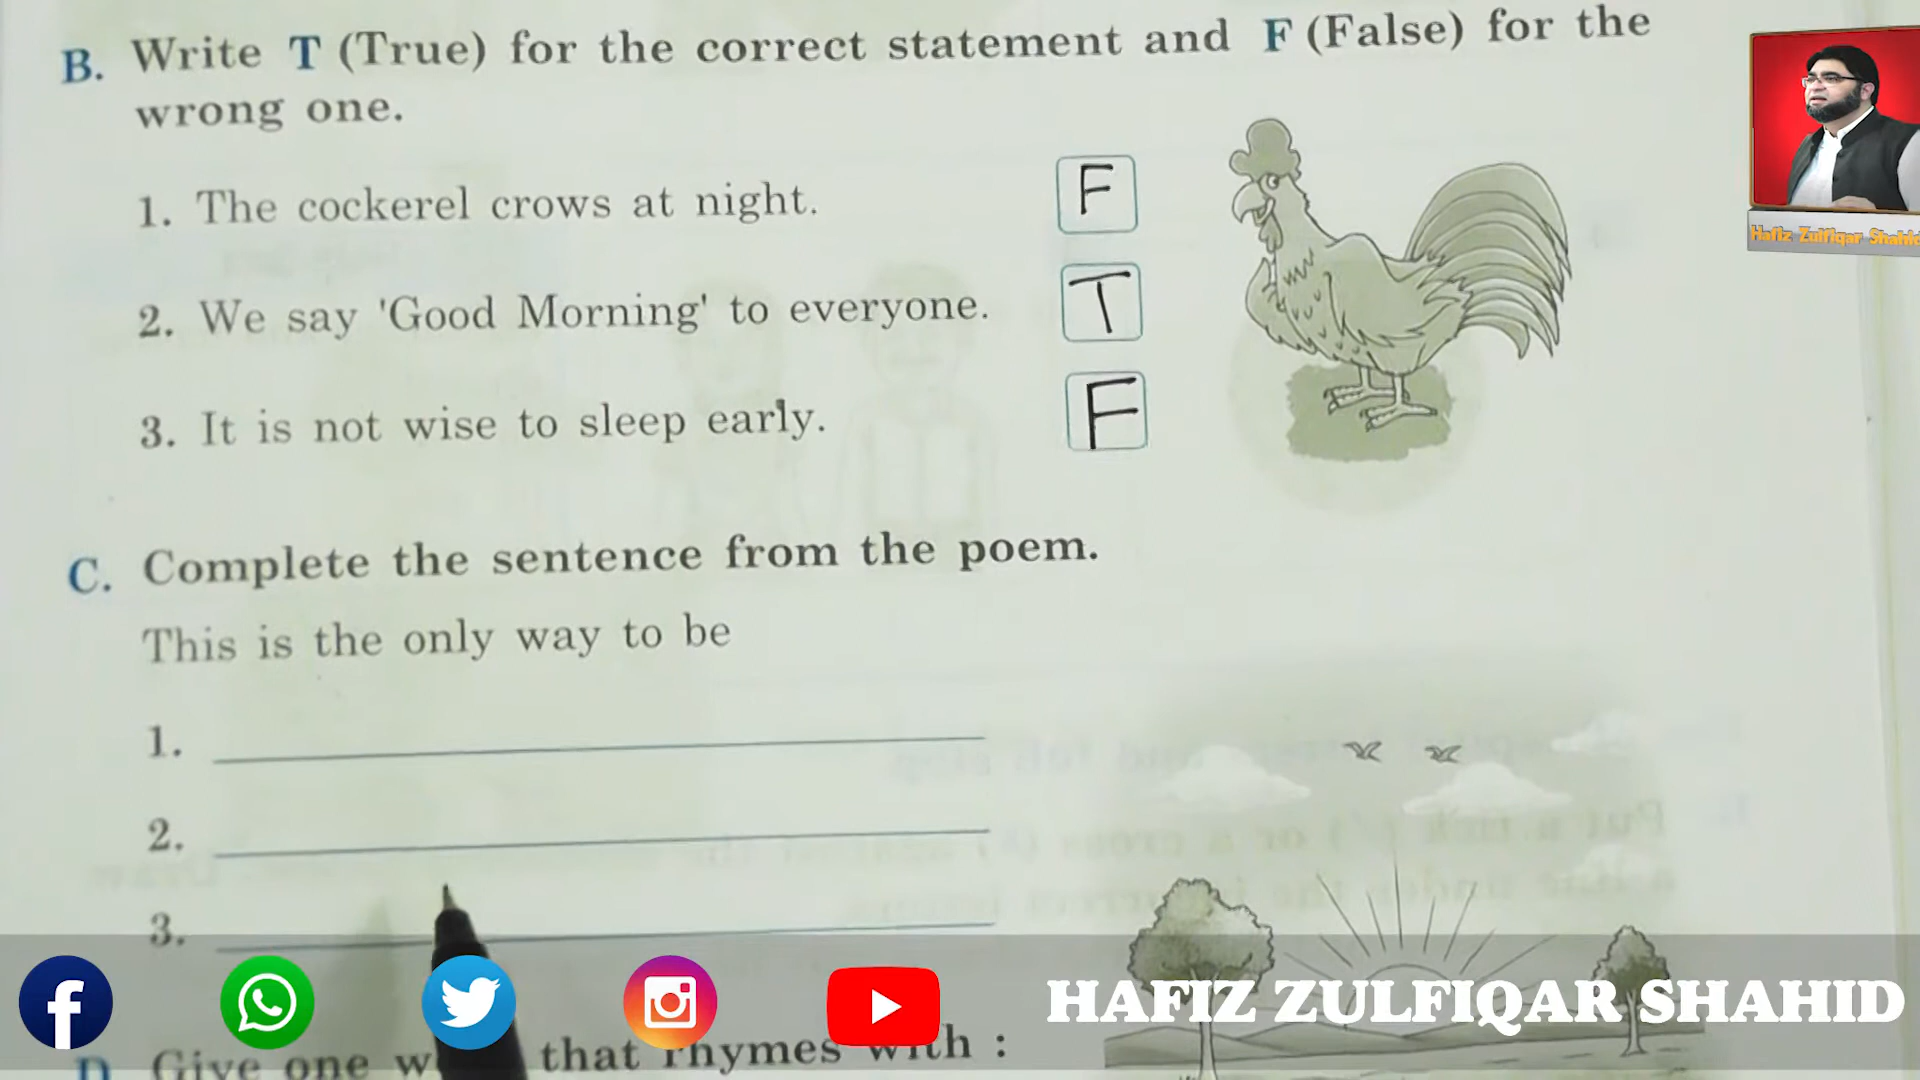 B. Write T (True) for the correct statement and F (False) for the
wrong one.
1. The cockerel crows at night. F
2. We say 'Good Morning' to everyone. T
3. It is not wise to sleep early. F
C. Complete the sentence from the poem.
This is the only way to be
1.
2.
3.
D. Give one that rhymes with :
Hafiz Zulfiqar Shahid
HAFIZ ZULFIQAR SHAHID